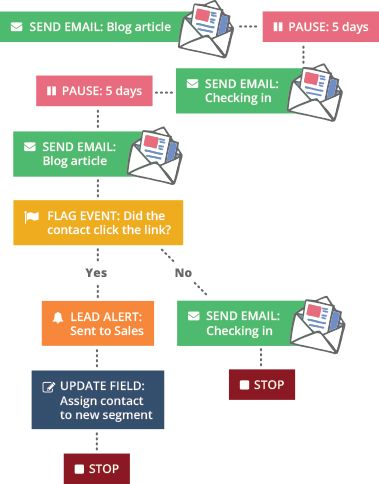 SEND EMAIL: Blog article
PAUSE: 5 days
SEND EMAIL:
Checking in
PAUSE: 5 days
SEND EMAIL:
Blog article
FLAG EVENT: Did the
contact click the link?
Yes
No
LEAD ALERT:
Sent to Sales
SEND EMAIL:
Checking in
UPDATE FIELD:
Assign contact
to new segment
STOP
STOP